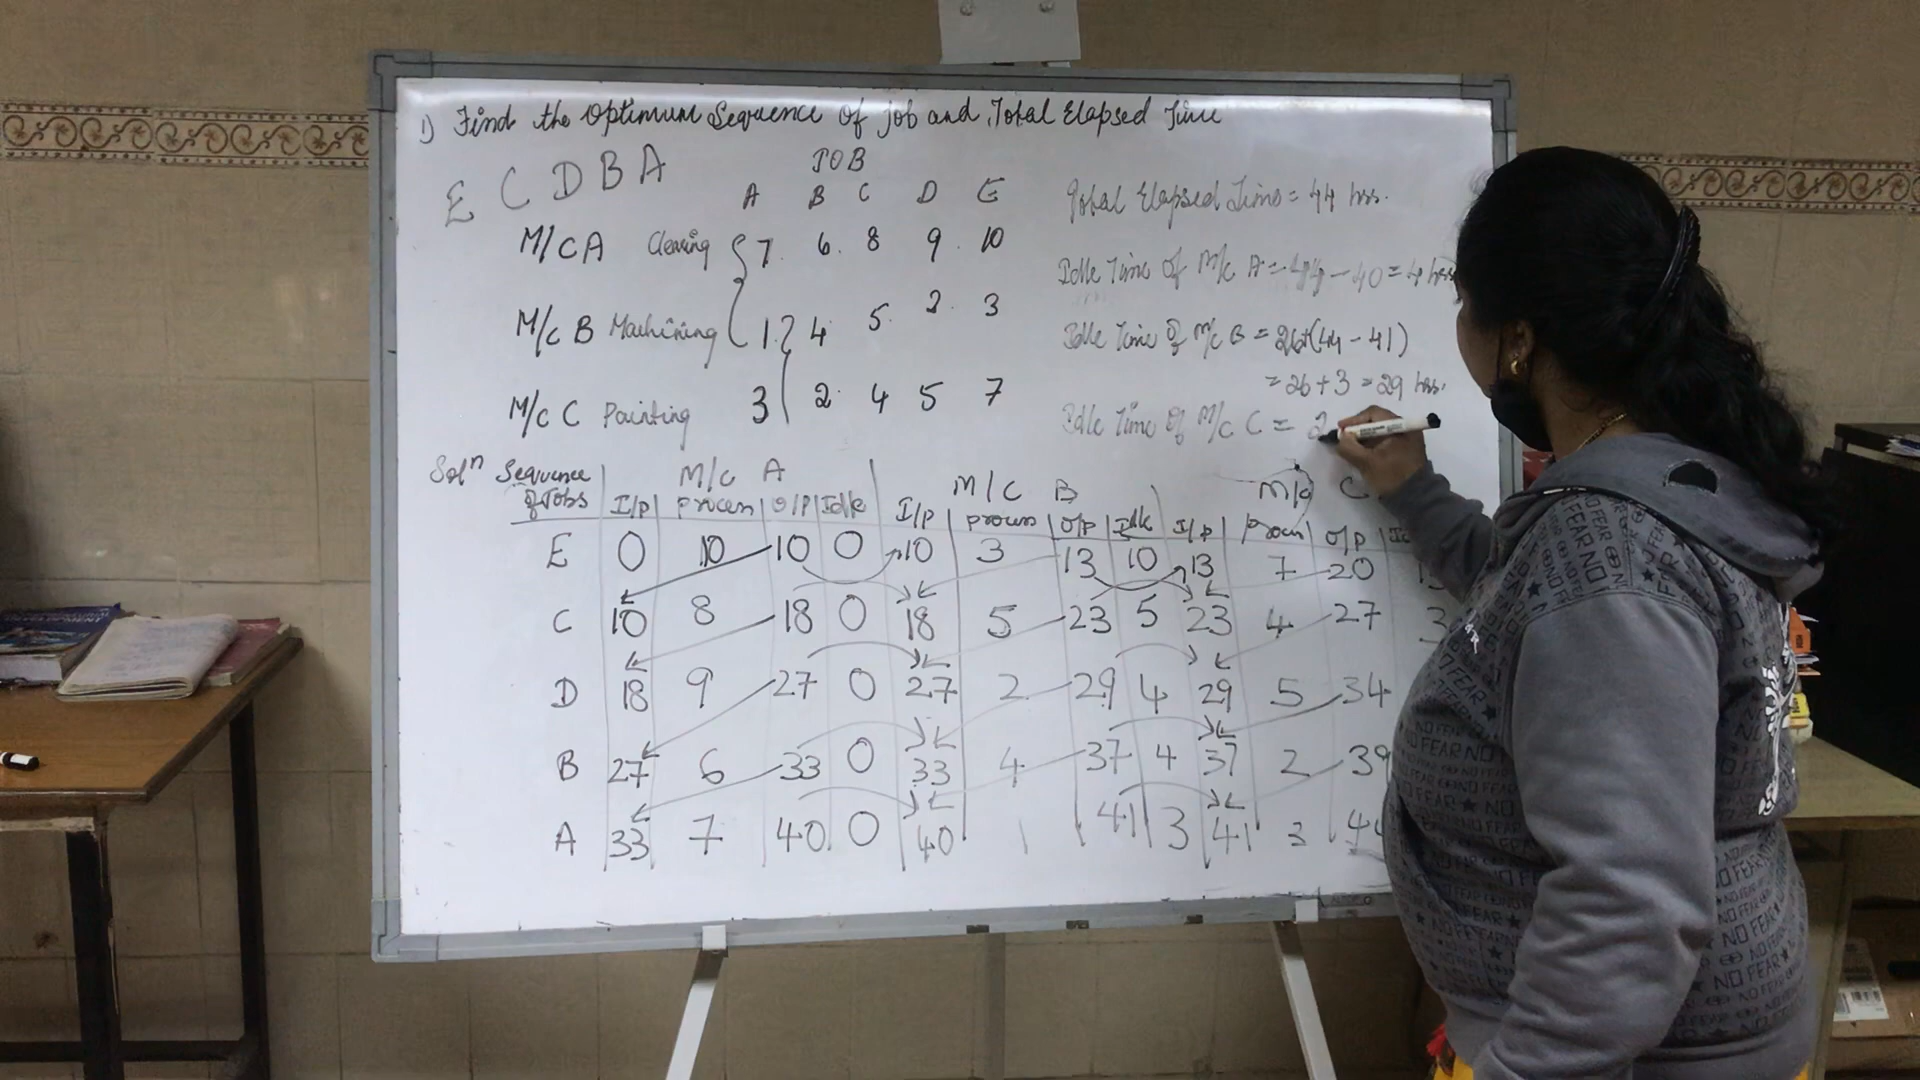 1) Find the Optimum Sequence of job and Total Elapsed Time
E C D B A
JOB
A B C D E
M/C A Cleaning 7 6 8 9 10
M/c B Machining 1 4 5 2 3
M/c C Painting 3 2 4 5 7
Total Elapsed Time = 44 hrs.
Idle Time of M/c A = 44 - 40 = 4 hrs
Idle Time of M/c B = 26+(44-41)
= 26 + 3 = 29 hrs.
Idle Time of M/c C = 2
Solⁿ Sequence of Jobs M/c A M/C B M/c C
I/p process O/p Idle I/p process O/p Idle I/p process O/p
E 0 10 10 0 10 3 13 10 13 7 20 13
C 10 8 18 0 18 5 23 5 23 4 27 3
D 18 9 27 0 27 2 29 4 29 5 34
B 27 6 33 0 33 4 37 4 37 2 39
A 33 7 40 0 40 1 41 3 41 3 44
NO FEAR